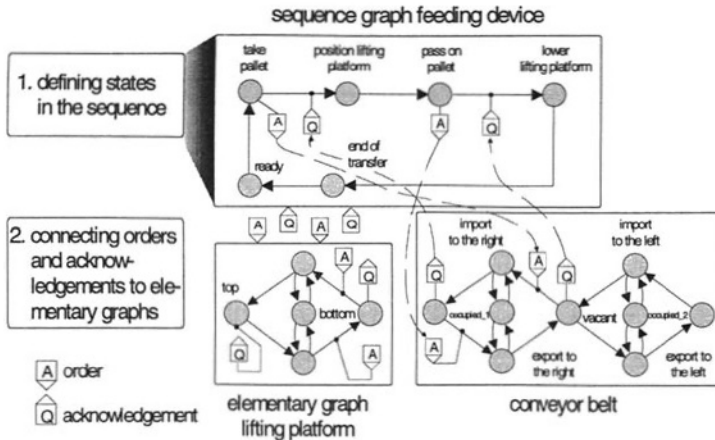 sequence graph feeding device
1. defining states
in the sequence
take
pallet
position lifting
platform
pass on
pallet
lower
lifting platform
A
Q
A
Q
end of
transfer
ready
2. connecting orders
and acknow-
ledgements to ele-
mentary graphs
A
Q
A
Q
top
bottom
A
Q
Q
A
import
to the right
import
to the left
Q
A
Q
occupied_1
vacant
occupied_2
A
export to
the right
export to
the left
A order
Q acknowledgement
elementary graph
lifting platform
conveyor belt